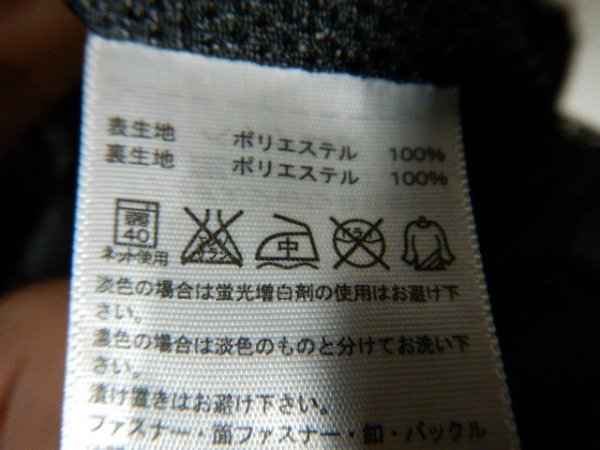 表生地　ポリエステル　100%
裏生地　ポリエステル　100%
弱
40
中
ドライ
ネット使用
淡色の場合は蛍光増白剤の使用はお避け下
さい。
濃色の場合は淡色のものと分けてお洗い下
さい。
漬け置きはお避け下さい。
ファスナー・面ファスナー・釦・バックル